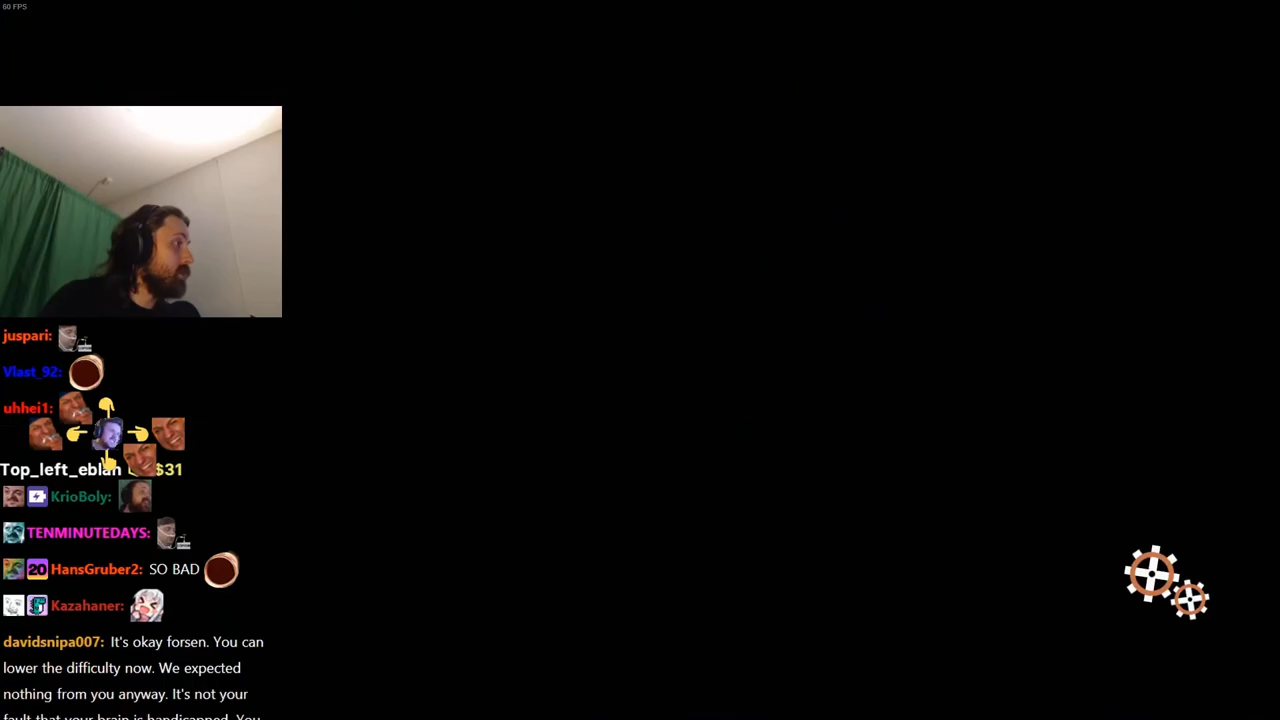 60 FPS
juspari:
Vlast_92:
uhhei1:
Top_left_eblan $31
KrioBoly:
TENMINUTEDAYS:
20 HansGruber2: SO BAD
Kazahaner:
davidsnipa007: It's okay forsen. You can
lower the difficulty now. We expected
nothing from you anyway. It's not your
fault that your brain is handicapped. You